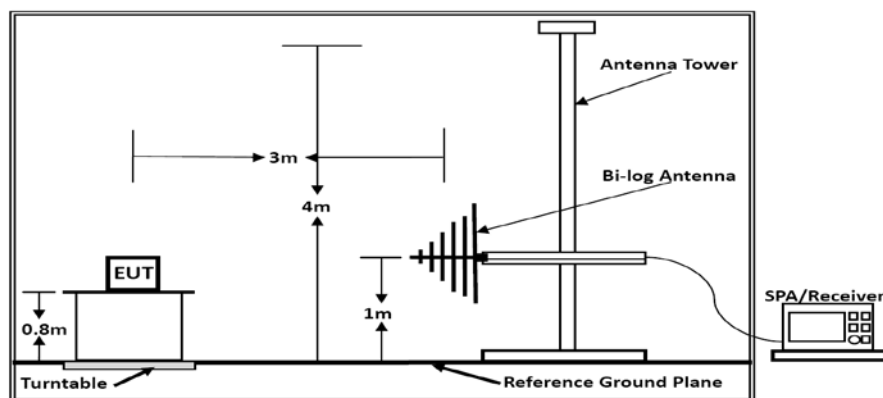 Antenna Tower
3m
Bi-log Antenna
4m
EUT
SPA/Receiver
0.8m
1m
Turntable
Reference Ground Plane